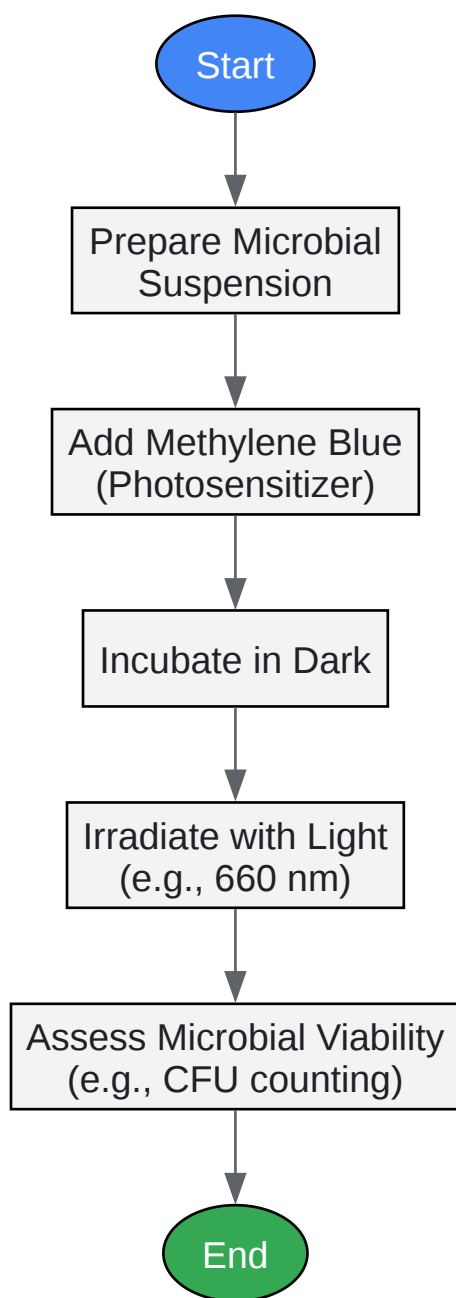 Start
Prepare Microbial
Suspension
Add Methylene Blue
(Photosensitizer)
Incubate in Dark
Irradiate with Light
(e.g., 660 nm)
Assess Microbial Viability
(e.g., CFU counting)
End